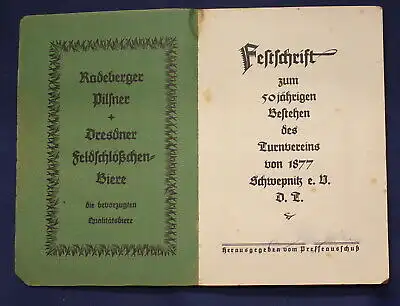 Radeberger
Pilsner
+
Dresdner
Feldschlößchen-
Biere
die bevorzugten
Qualitätsbiere
Festschrift
zum
50jährigen
Bestehen
des
Turnvereins
von 1877
Schwepnitz e. V.
D. T.
Herausgegeben vom Presseausschuß